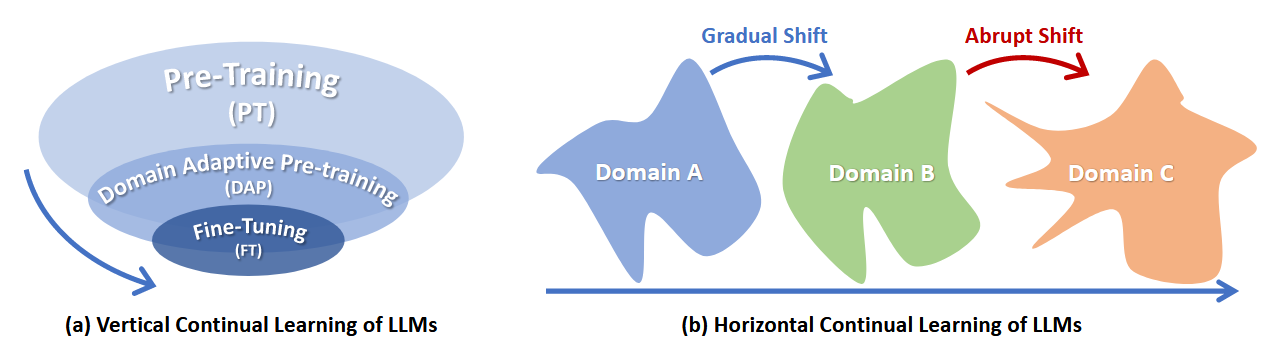 Pre-Training
(PT)
Domain Adaptive Pre-training
(DAP)
Fine-Tuning
(FT)
(a) Vertical Continual Learning of LLMs
Gradual Shift
Abrupt Shift
Domain A
Domain B
Domain C
(b) Horizontal Continual Learning of LLMs